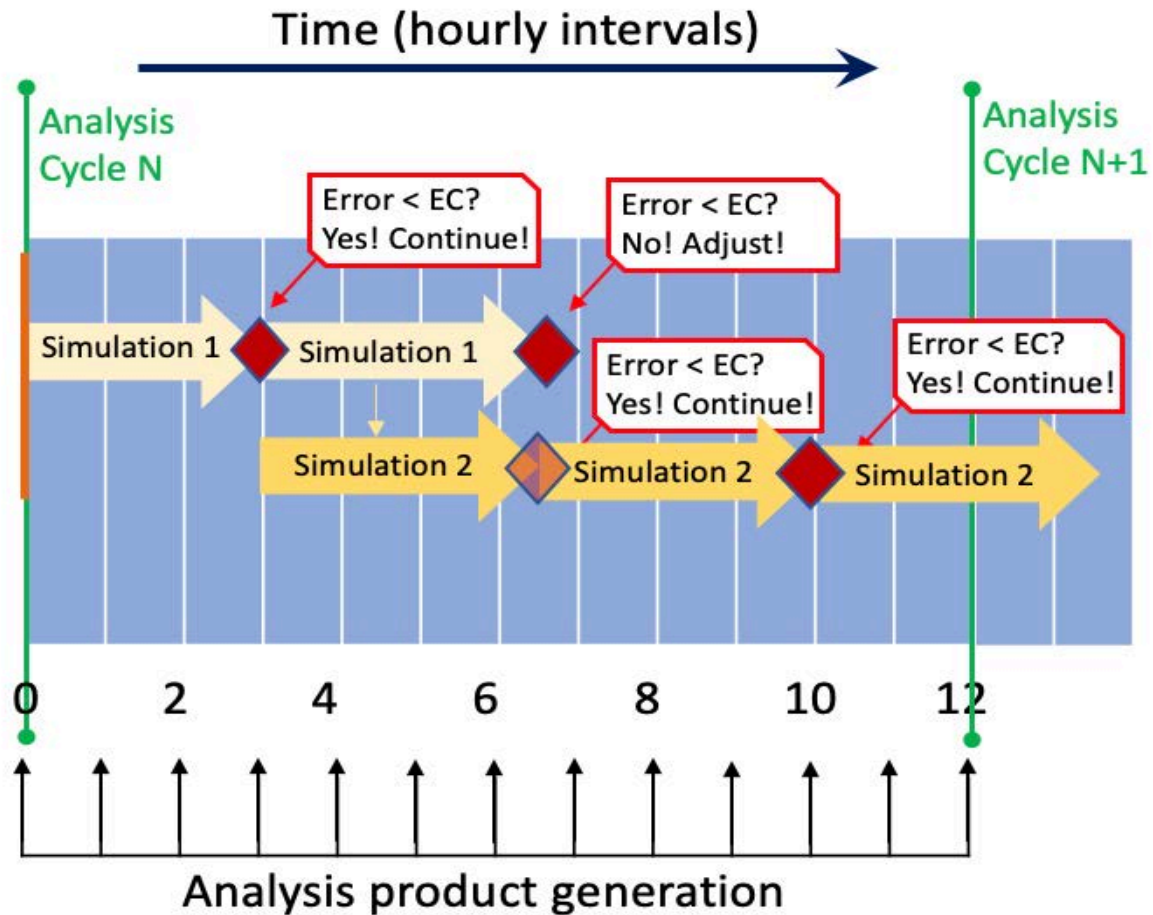 Time (hourly intervals)
Analysis
Cycle N
Analysis
Cycle N+1
Error < EC?
Yes! Continue!
Error < EC?
No! Adjust!
Simulation 1
Simulation 1
Error < EC?
Yes! Continue!
Error < EC?
Yes! Continue!
Simulation 2
Simulation 2
Simulation 2
0 2 4 6 8 10 12
Analysis product generation